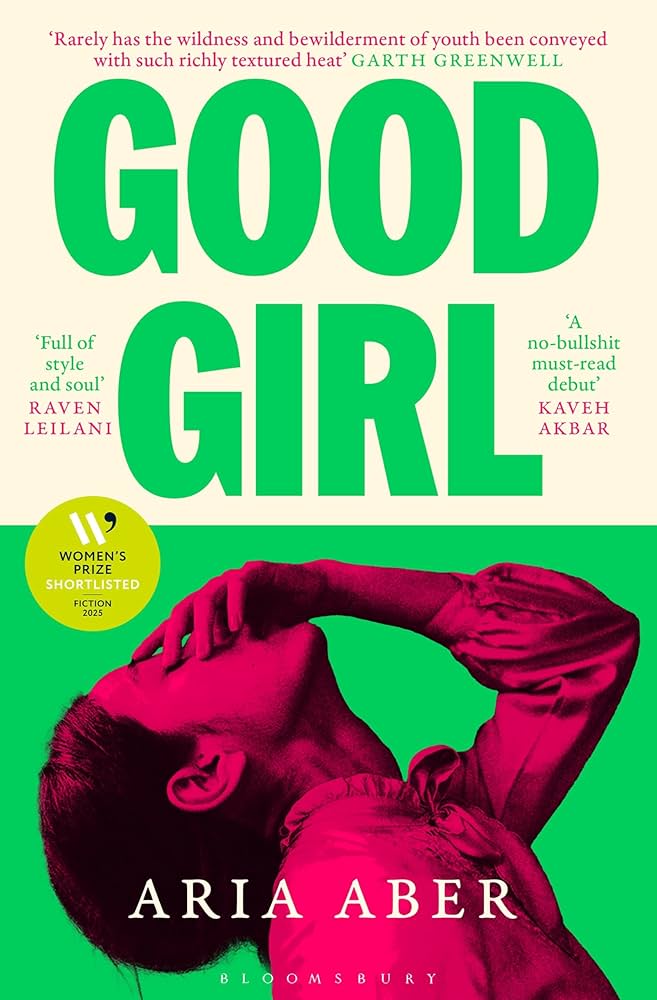 ‘Rarely has the wildness and bewilderment of youth been conveyed
with such richly textured heat’ GARTH GREENWELL
GOOD
GIRL
‘Full of
style
and soul’
RAVEN
LEILANI
‘A
no-bullshit
must-read
debut’
KAVEH
AKBAR
WOMEN’S
PRIZE
SHORTLISTED
FICTION
2025
ARIA ABER
BLOOMSBURY